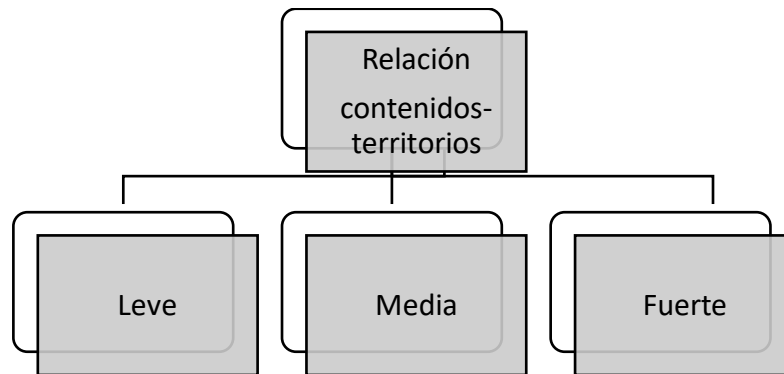 Relación
contenidos-
territorios
Leve
Media
Fuerte